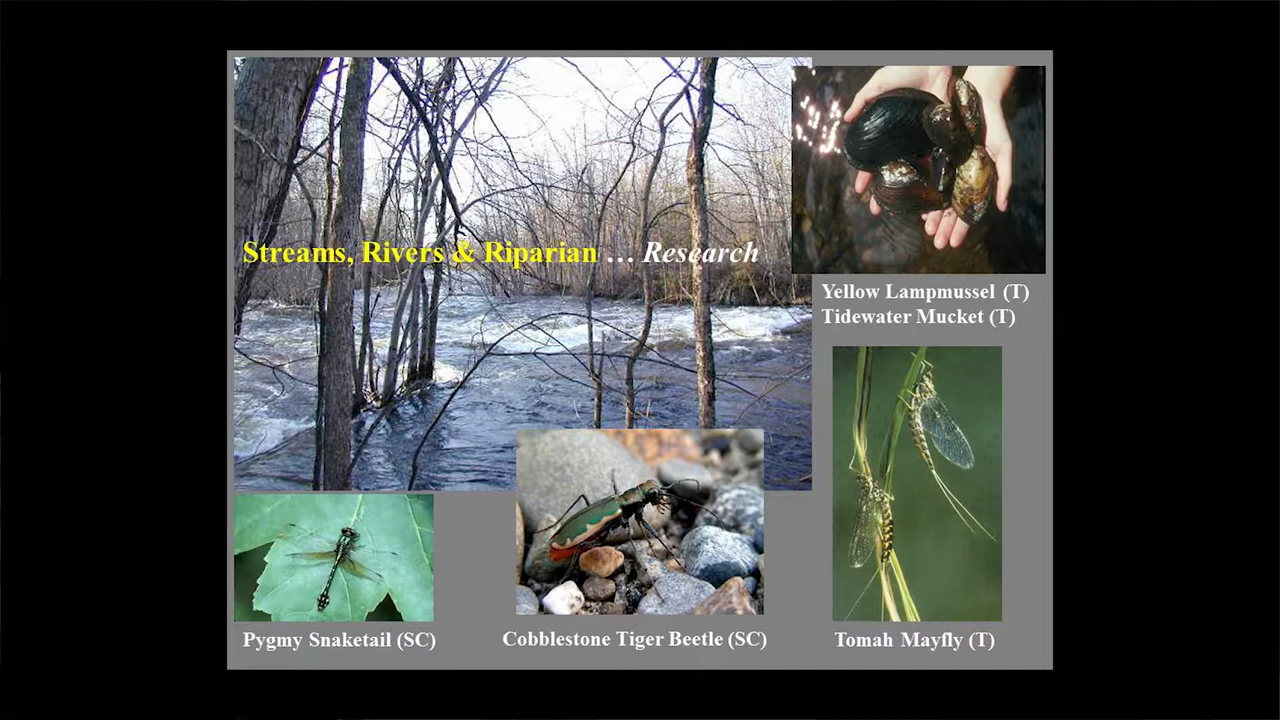 Streams, Rivers & Riparian … Research
Yellow Lampmussel (T)
Tidewater Mucket (T)
Pygmy Snaketail (SC)
Cobblestone Tiger Beetle (SC)
Tomah Mayfly (T)